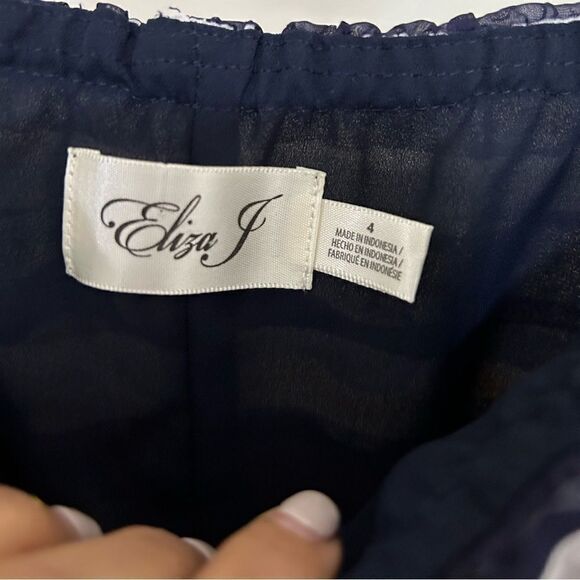 Eliza J
4
MADE IN INDONESIA /
HECHO EN INDONESIA /
FABRIQUÉ EN INDONÉSIE